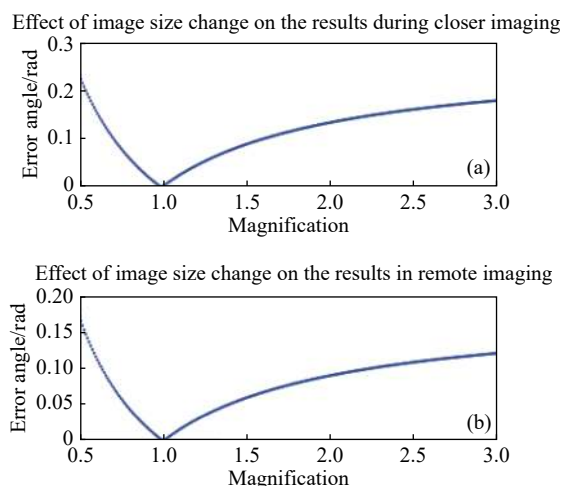 Effect of image size change on the results during closer imaging
0.3
0.2
0.1
0
Error angle/rad
(a)
0.5 1.0 1.5 2.0 2.5 3.0
Magnification
Effect of image size change on the results in remote imaging
0.20
0.15
0.10
0.05
0
Error angle/rad
(b)
0.5 1.0 1.5 2.0 2.5 3.0
Magnification